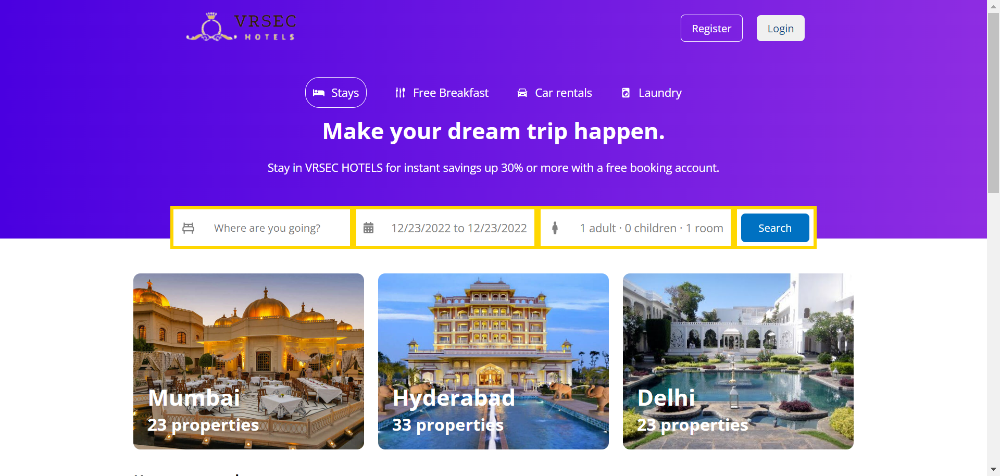 VRSEC
HOTELS
Register
Login
Stays
Free Breakfast
Car rentals
Laundry
Make your dream trip happen.
Stay in VRSEC HOTELS for instant savings up 30% or more with a free booking account.
Where are you going?
12/23/2022 to 12/23/2022
1 adult · 0 children · 1 room
Search
Mumbai
23 properties
Hyderabad
33 properties
Delhi
23 properties